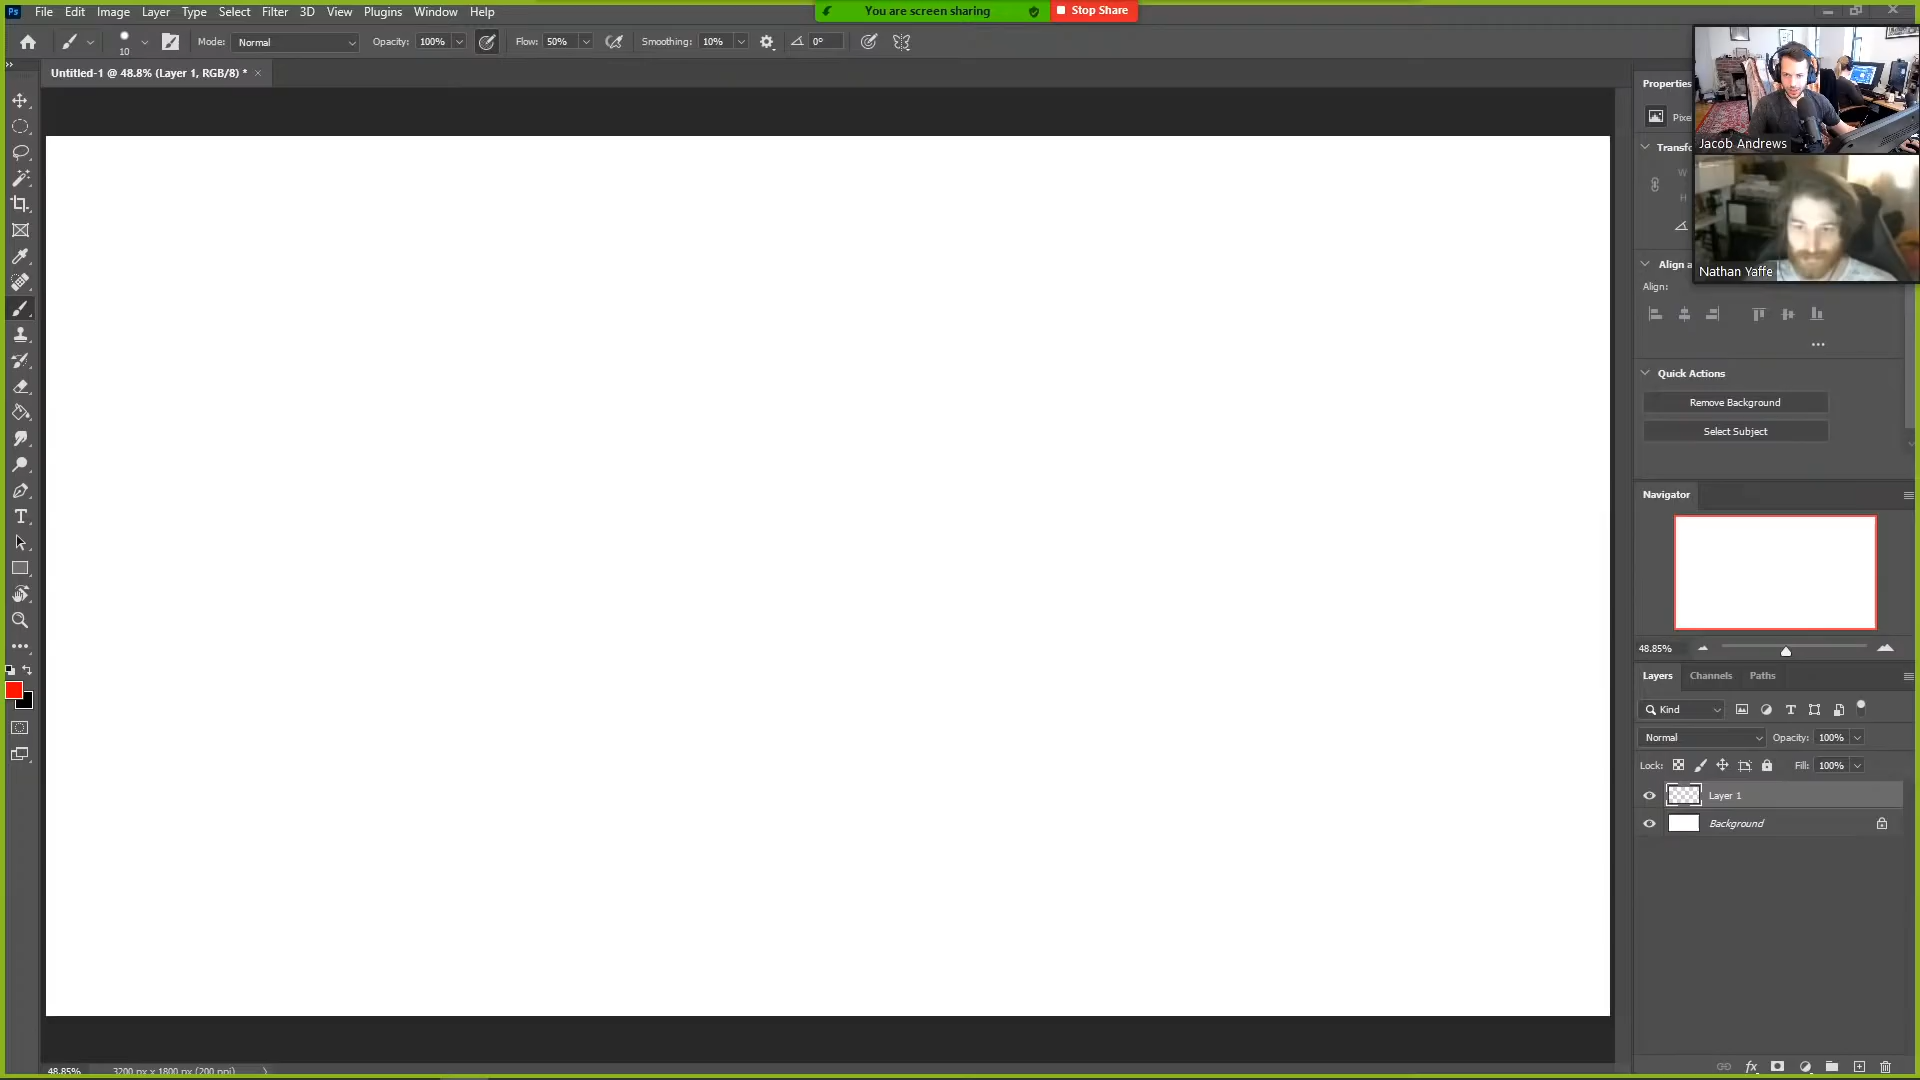 Ps File Edit Image Layer Type Select Filter 3D View Plugins Window Help
You are screen sharing Stop Share
10 Mode: Normal Opacity: 100% Flow: 50% Smoothing: 10% 0°
Untitled-1 @ 48.8% (Layer 1, RGB/8) * ×
Properties
Jacob Andrews
Nathan Yaffe
W
H
Align:
Quick Actions
Remove Background
Select Subject
Navigator
48.85%
Layers Channels Paths
Kind
Normal Opacity: 100%
Lock: Fill: 100%
Layer 1
Background
48.85% 3200 px x 1800 px (200 ppi)
fx